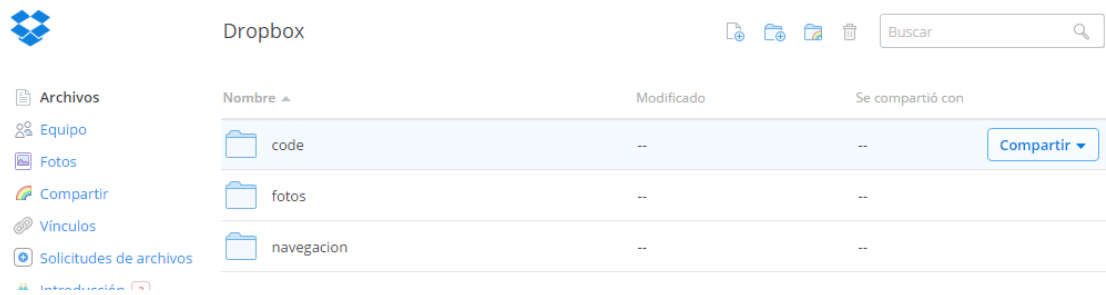 Dropbox
Buscar
Archivos
Equipo
Fotos
Compartir
Vínculos
Solicitudes de archivos
Introducción
Nombre Modificado Se compartió con
code -- -- Compartir
fotos -- --
navegacion -- --